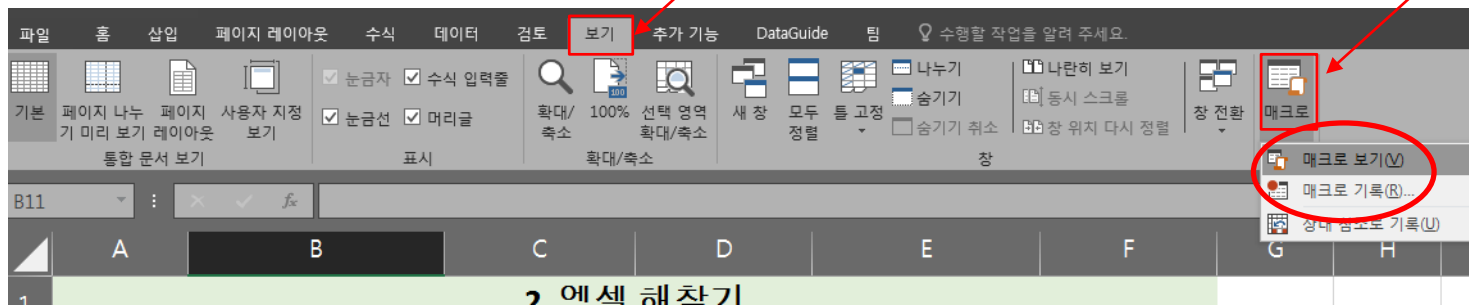 파일 홈 삽입 페이지 레이아웃 수식 데이터 검토 보기 추가 기능 DataGuide 팀 수행할 작업을 알려 주세요.
기본
페이지 나누
기 미리 보기
페이지
레이아웃
사용자 지정
보기
통합 문서 보기
눈금자 수식 입력줄
눈금선 머리글
표시
확대/
축소
100%
100
선택 영역
확대/축소
확대/축소
새 창
모두
정렬
틀 고정
나누기
숨기기
숨기기 취소
나란히 보기
동시 스크롤
창 위치 다시 정렬
창 전환
창
매크로
매크로 보기(V)
매크로 기록(R)...
상대 참조로 기록(U)
B11 fx
A B C D E F G H
1 2 엑셀 해찾기